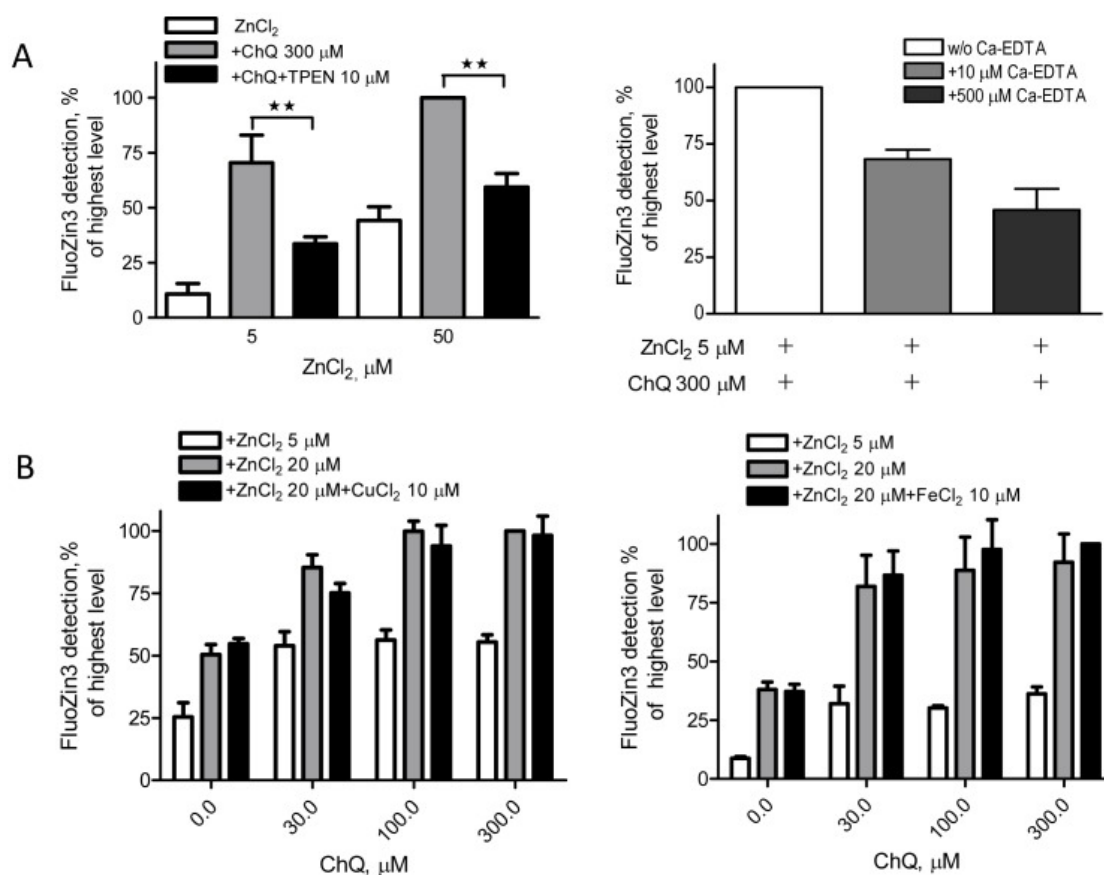 A
ZnCl2
+ChQ 300 μM
+ChQ+TPEN 10 μM
★★
★★
FluoZin3 detection, %
of highest level
100
75
50
25
0
5
50
ZnCl2, μM
w/o Ca-EDTA
+10 μM Ca-EDTA
+500 μM Ca-EDTA
FluoZin3 detection, %
of highest level
100
75
50
25
0
ZnCl2 5 μM + + +
ChQ 300 μM + + +
B
+ZnCl2 5 μM
+ZnCl2 20 μM
+ZnCl2 20 μM+CuCl2 10 μM
FluoZin3 detection,%
of highest level
100
75
50
25
0
0.0
30.0
100.0
300.0
ChQ, μM
+ZnCl2 5 μM
+ZnCl2 20 μM
+ZnCl2 20 μM+FeCl2 10 μM
FluoZin3 detection %
of highest level
100
75
50
25
0
0.0
30.0
100.0
300.0
ChQ, μM